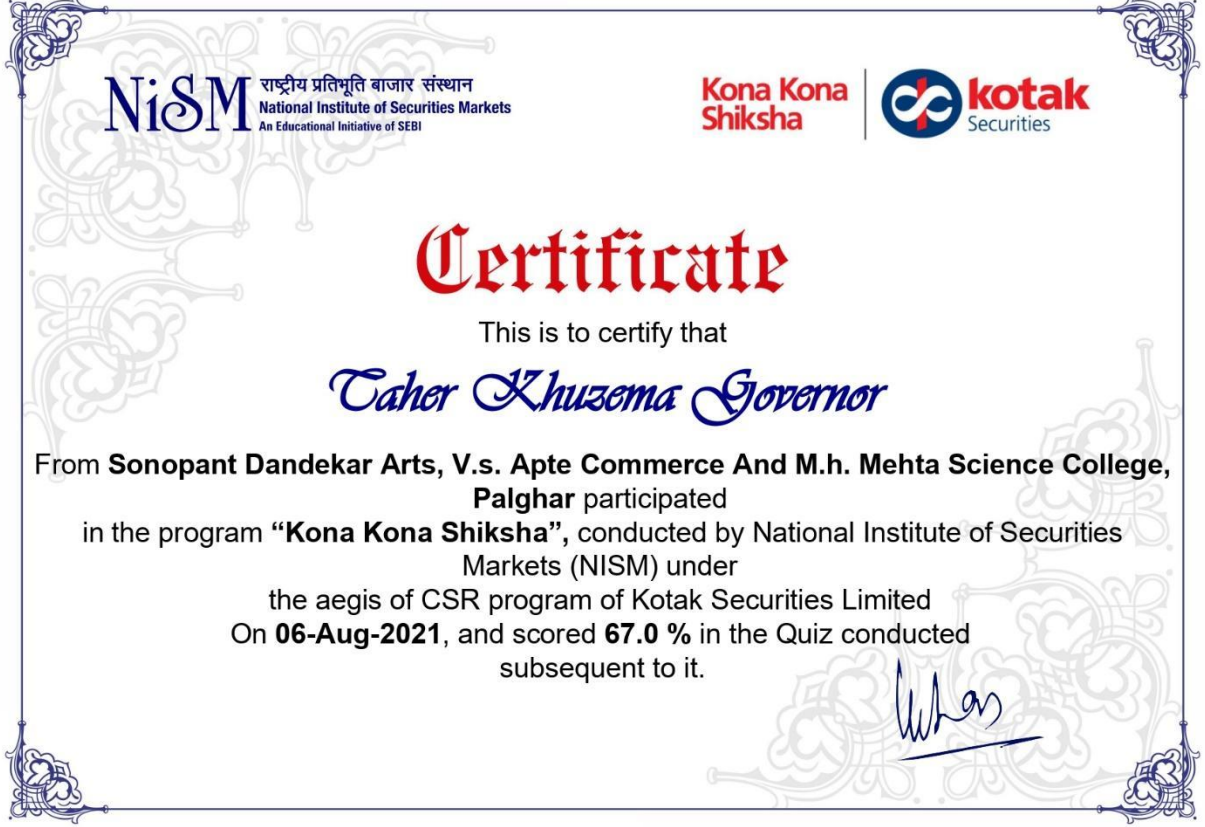 NiSM
राष्ट्रीय प्रतिभूति बाजार संस्थान
National Institute of Securities Markets
An Educational Initiative of SEBI
Kona Kona
Shiksha
kotak
Securities
Certificate
This is to certify that
Taher Khuzema Governor
From Sonopant Dandekar Arts, V.s. Apte Commerce And M.h. Mehta Science College,
Palghar participated
in the program “Kona Kona Shiksha”, conducted by National Institute of Securities
Markets (NISM) under
the aegis of CSR program of Kotak Securities Limited
On 06-Aug-2021, and scored 67.0 % in the Quiz conducted
subsequent to it.